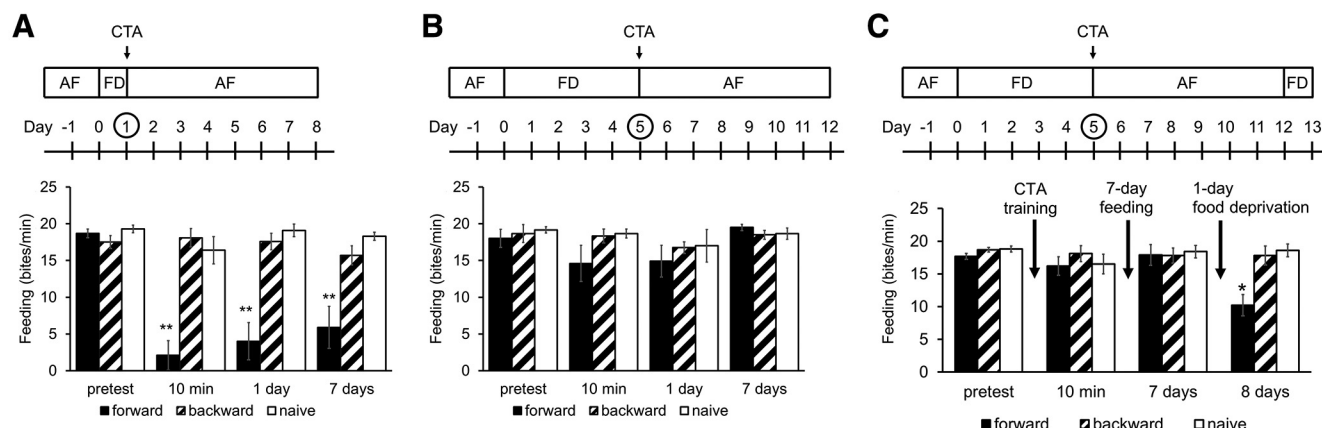 A
CTA
AF FD AF
Day -1 0 1 2 3 4 5 6 7 8
Feeding (bites/min)
25
20
15
10
5
0
** ** **
pretest 10 min 1 day 7 days
forward backward naive
B
CTA
AF FD AF
Day -1 0 1 2 3 4 5 6 7 8 9 10 11 12
Feeding (bites/min)
25
20
15
10
5
0
pretest 10 min 1 day 7 days
forward backward naive
C
CTA
AF FD AF FD
Day -1 0 1 2 3 4 5 6 7 8 9 10 11 12 13
CTA training
7-day feeding
1-day food deprivation
Feeding (bites/min)
25
20
15
10
5
0
*
pretest 10 min 7 days 8 days
forward backward naive